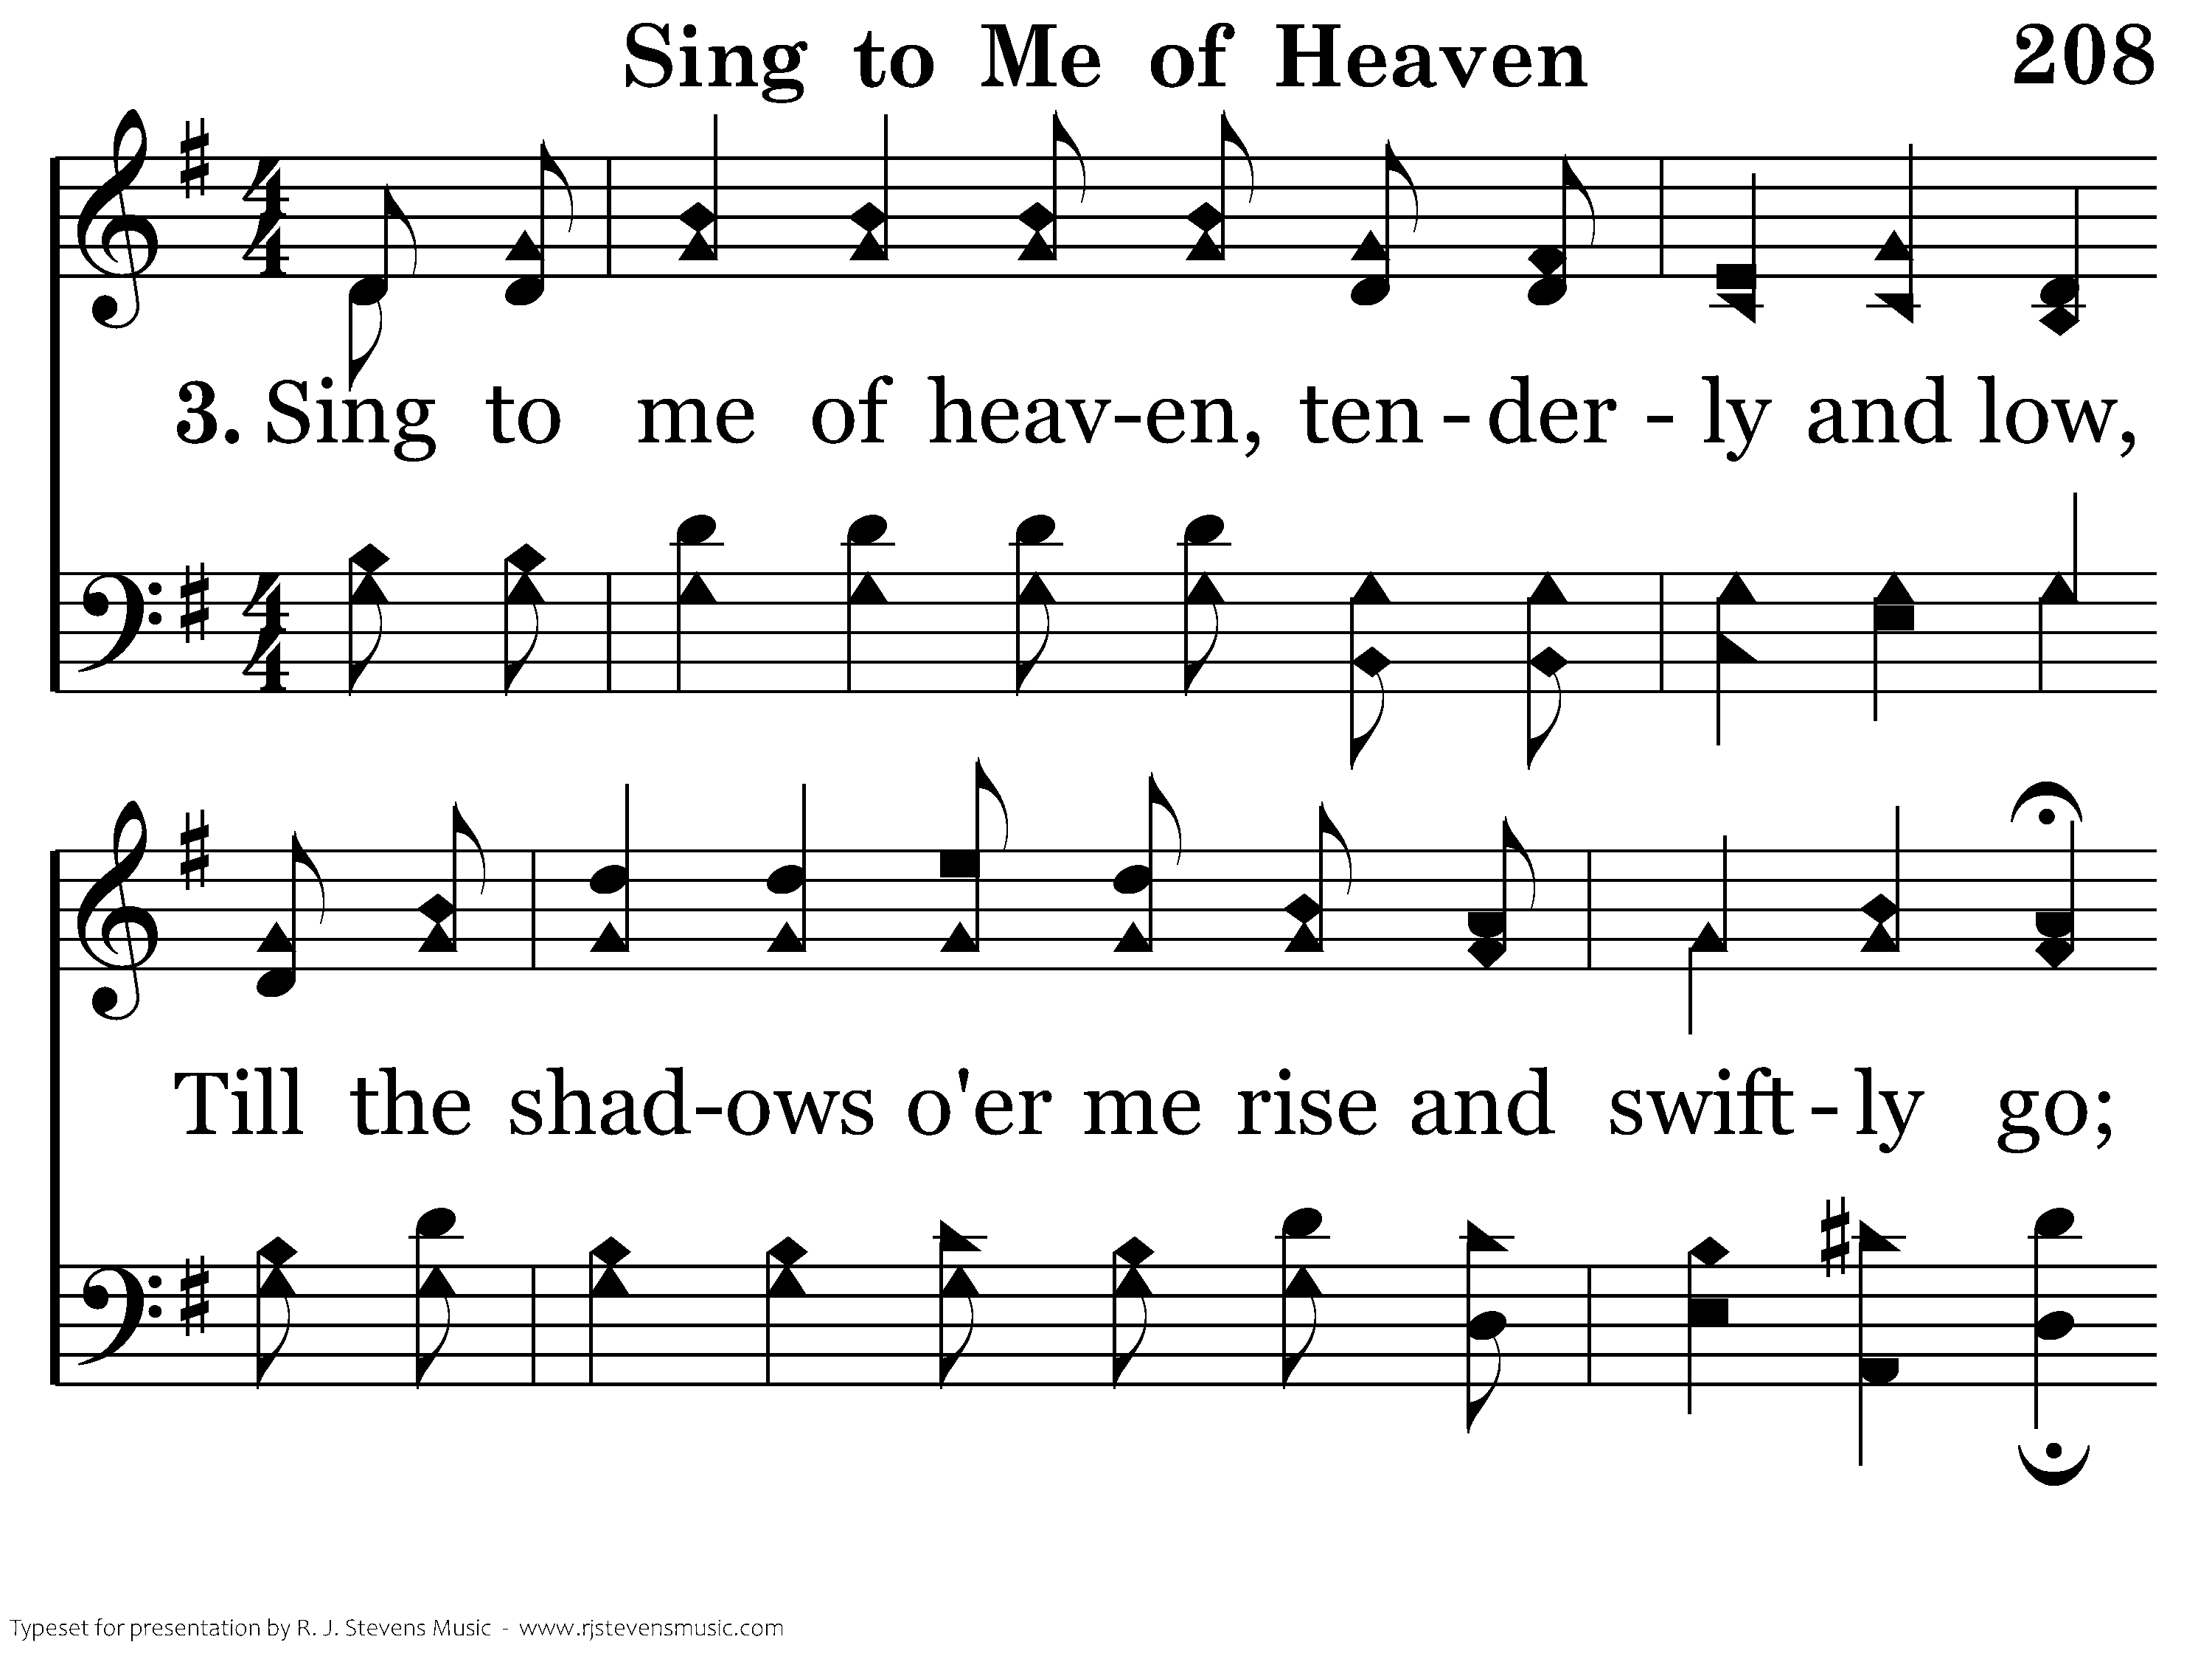 Sing to Me of Heaven 208
3. Sing to me of heav-en, ten - der - ly and low,
Till the shad-ows o'er me rise and swift - ly go;
Typeset for presentation by R. J. Stevens Music - www.rjstevensmusic.com